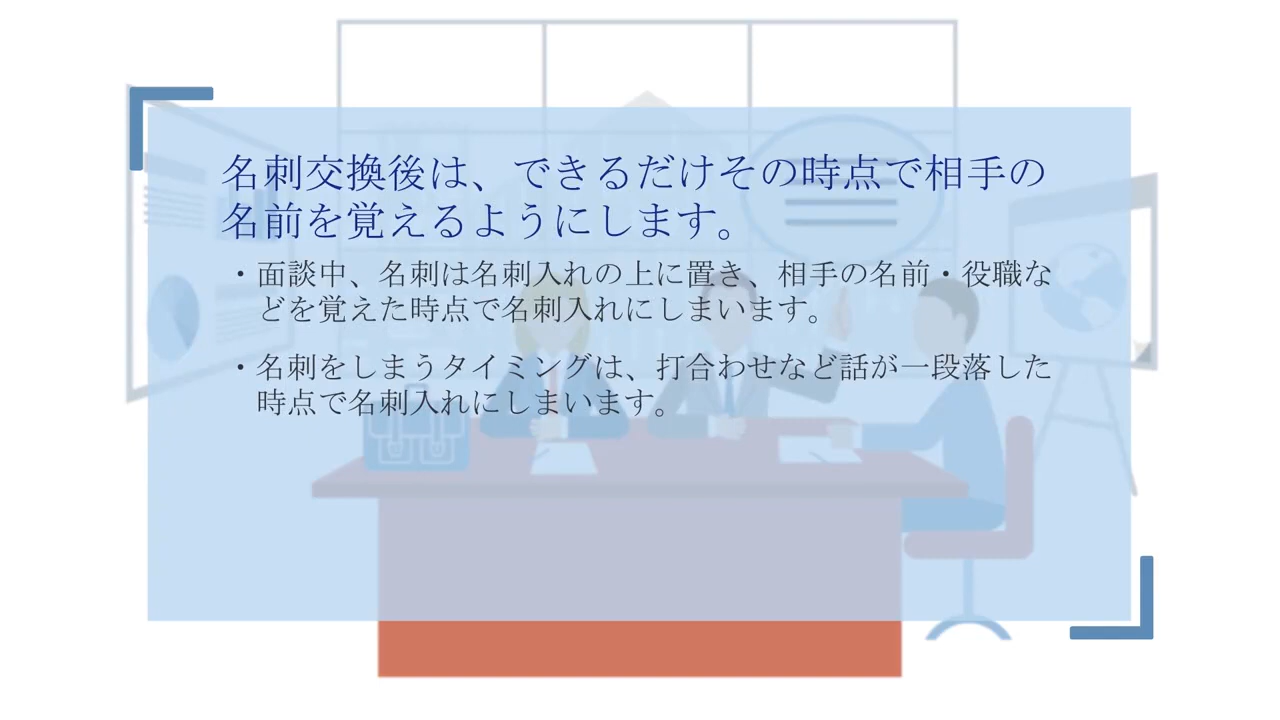 名刺交換後は、できるだけその時点で相手の
名前を覚えるようにします。
・面談中、名刺は名刺入れの上に置き、相手の名前・役職な
どを覚えた時点で名刺入れにしまいます。
・名刺をしまうタイミングは、打合わせなど話が一段落した
時点で名刺入れにしまいます。